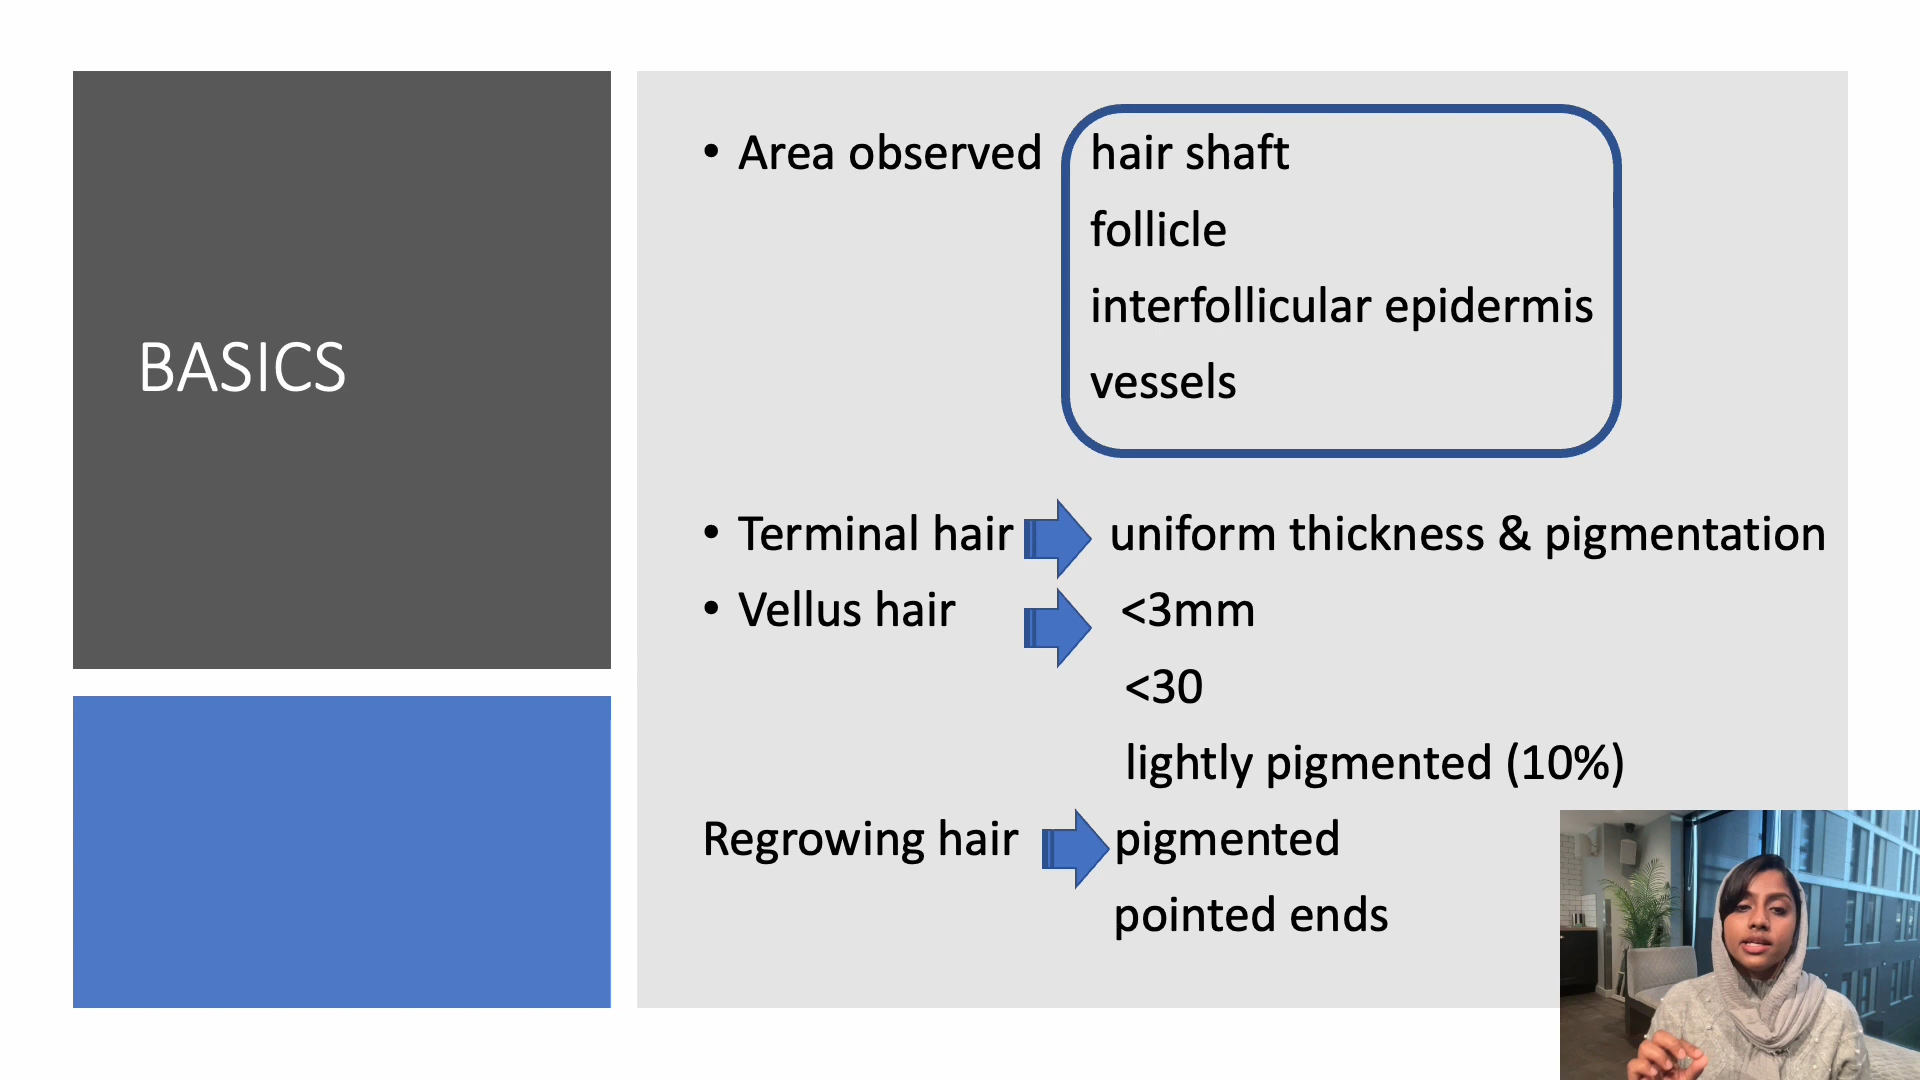 BASICS
• Area observed hair shaft
follicle
interfollicular epidermis
vessels
• Terminal hair uniform thickness & pigmentation
• Vellus hair <3mm
<30
lightly pigmented (10%)
Regrowing hair pigmented
pointed ends